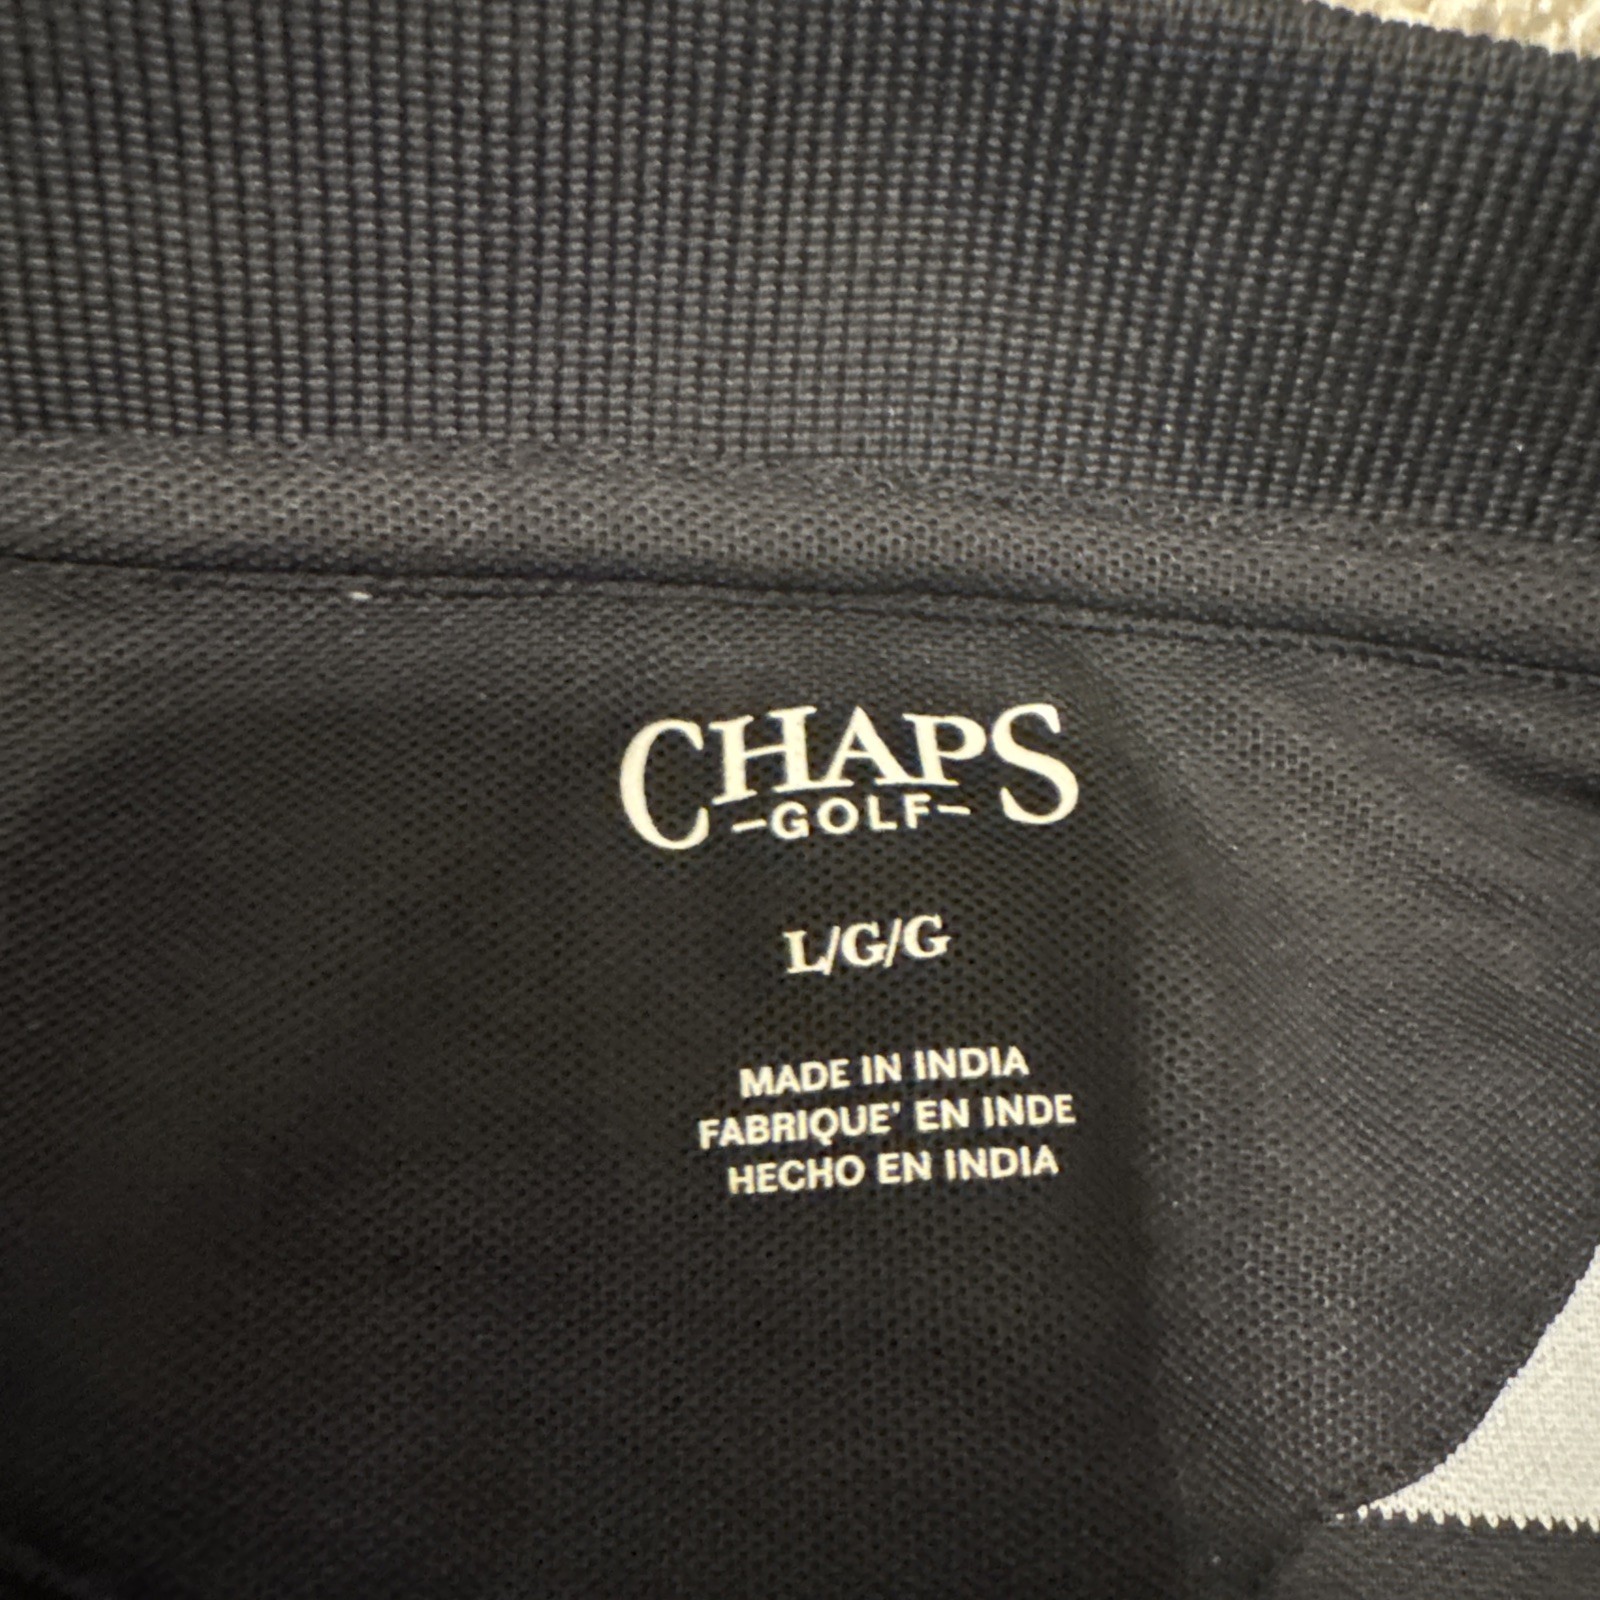 CHAPS
-GOLF-
L/G/G
MADE IN INDIA
FABRIQUE' EN INDE
HECHO EN INDIA